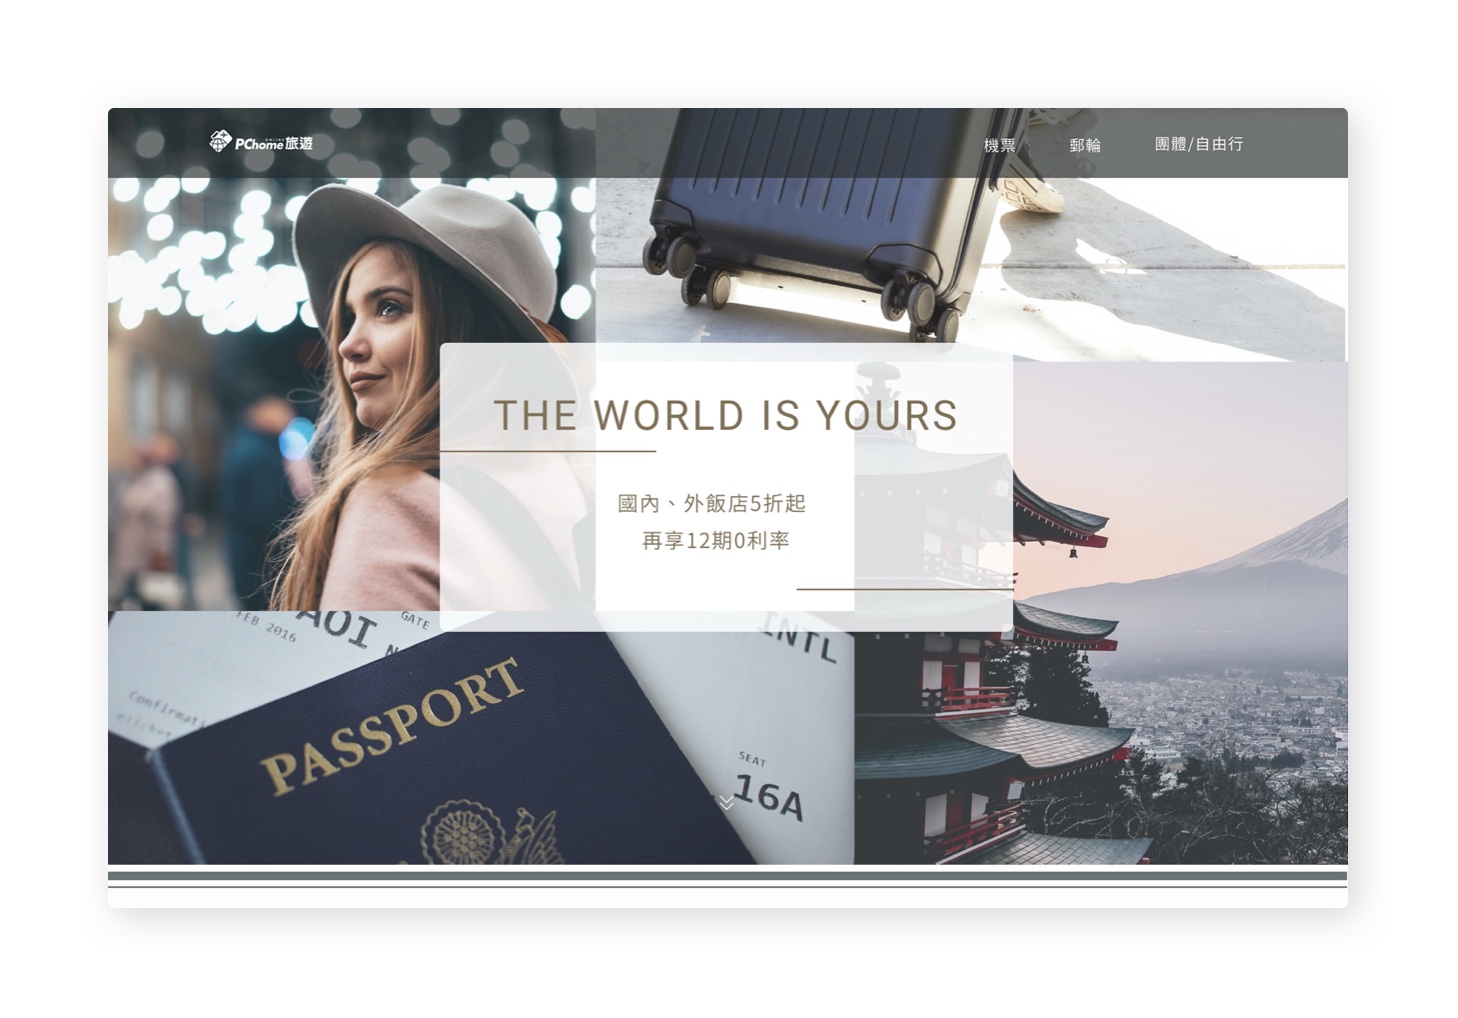 PChome 旅遊
機票
郵輪
團體/自由行
THE WORLD IS YOURS
國內、外飯店5折起
再享12期0利率
AOI
GATE
FEB 2016
INTL
PASSPORT
SEAT
16A